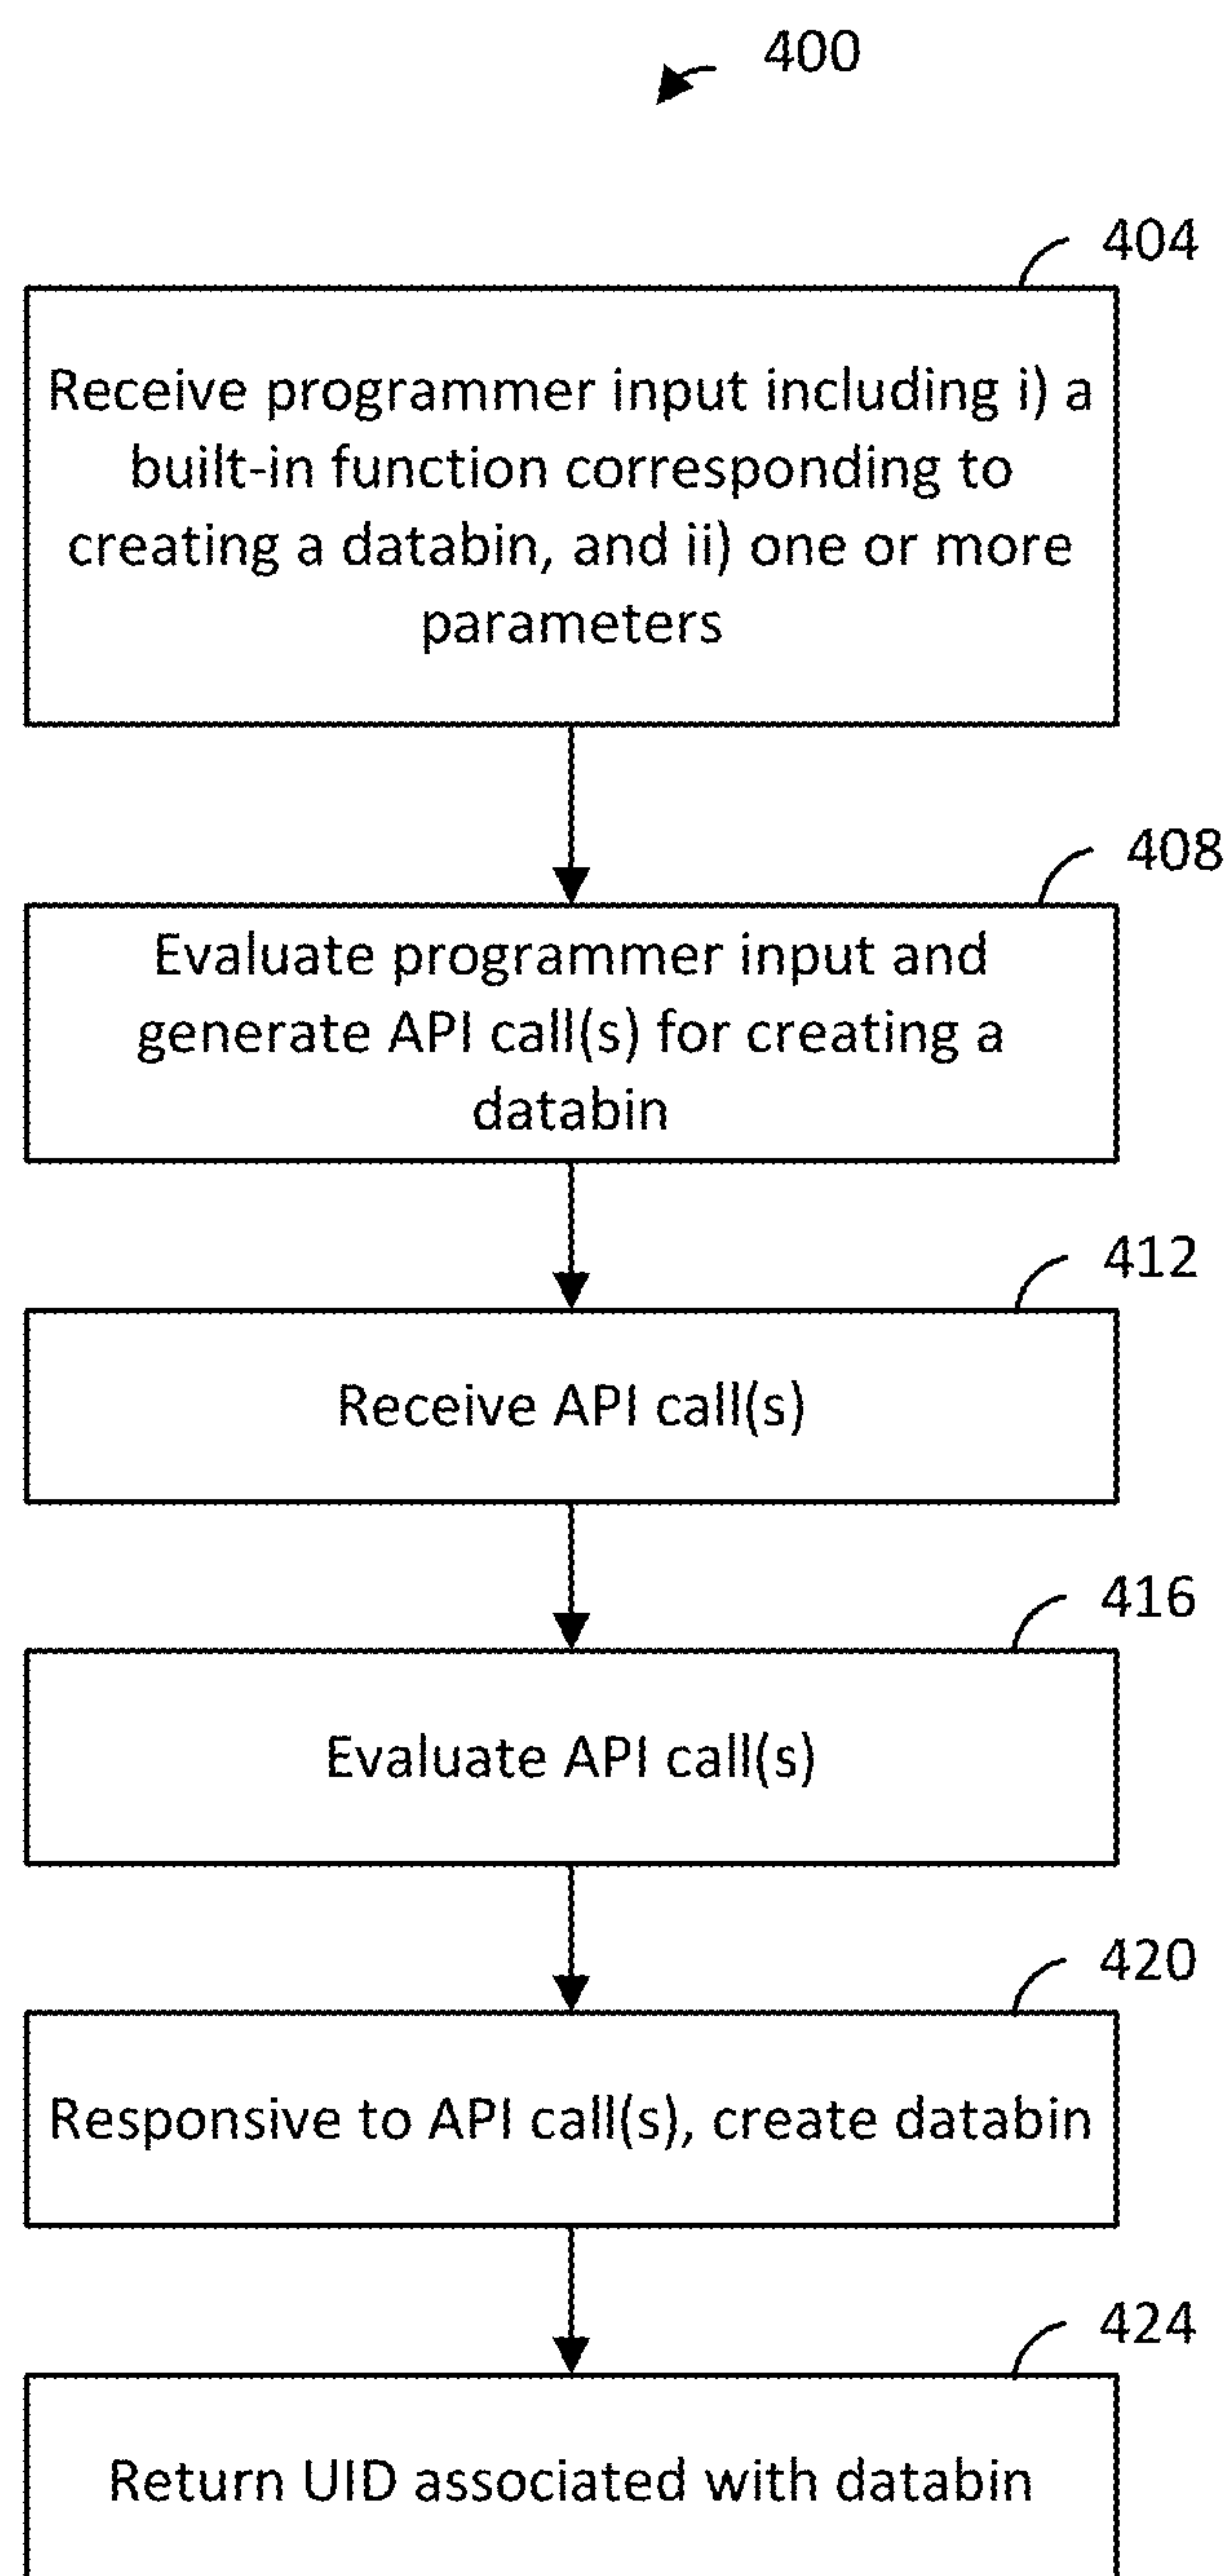 400
404
Receive programmer input including i) a
built-in function corresponding to
creating a databin, and ii) one or more
parameters
408
Evaluate programmer input and
generate API call(s) for creating a
databin
412
Receive API call(s)
416
Evaluate API call(s)
420
Responsive to API call(s), create databin
424
Return UID associated with databin